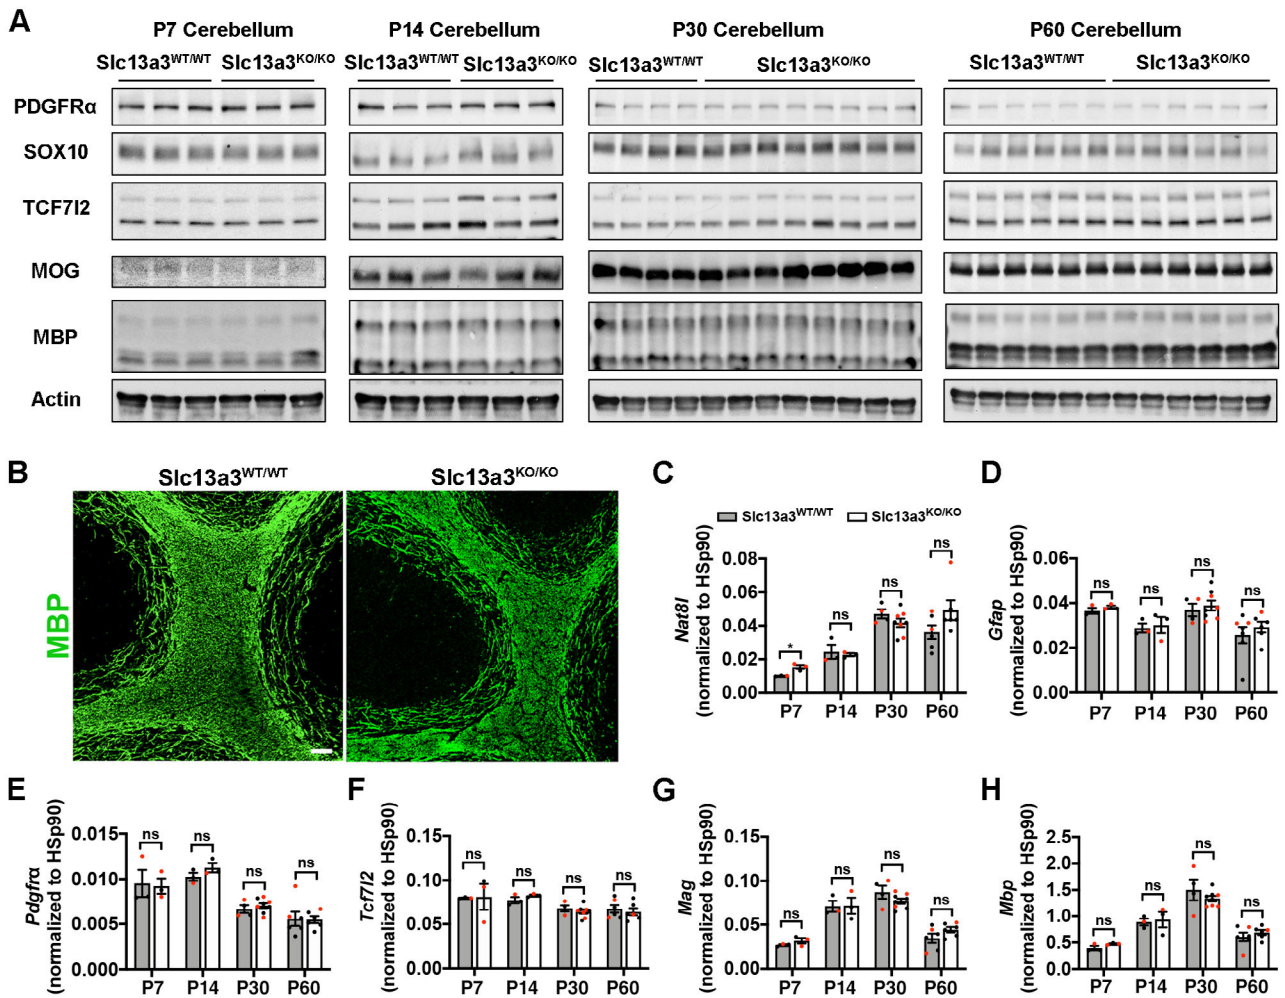 A
P7 Cerebellum
P14 Cerebellum
P30 Cerebellum
P60 Cerebellum
Slc13a3WT/WT
Slc13a3KO/KO
Slc13a3WT/WT
Slc13a3KO/KO
Slc13a3WT/WT
Slc13a3KO/KO
Slc13a3WT/WT
Slc13a3KO/KO
PDGFRα
SOX10
TCF7l2
MOG
MBP
Actin
B
Slc13a3WT/WT
Slc13a3KO/KO
MBP
C
Slc13a3WT/WT
Slc13a3KO/KO
Nat8l
(normalized to HSp90)
0.08
0.06
0.04
0.02
0.00
*
ns
ns
ns
P7
P14
P30
P60
D
Gfap
(normalized to HSp90)
0.06
0.04
0.02
0.00
ns
ns
ns
ns
P7
P14
P30
P60
E
Pdgfrα
(normalized to HSp90)
0.015
0.010
0.005
0.000
ns
ns
ns
ns
P7
P14
P30
P60
F
Tcf7l2
(normalized to HSp90)
0.15
0.10
0.05
0.00
ns
ns
ns
ns
P7
P14
P30
P60
G
Mag
(normalized to HSp90)
0.15
0.10
0.05
0.00
ns
ns
ns
ns
P7
P14
P30
P60
H
Mbp
(normalized to HSp90)
2.5
2.0
1.5
1.0
0.5
0.0
ns
ns
ns
ns
P7
P14
P30
P60